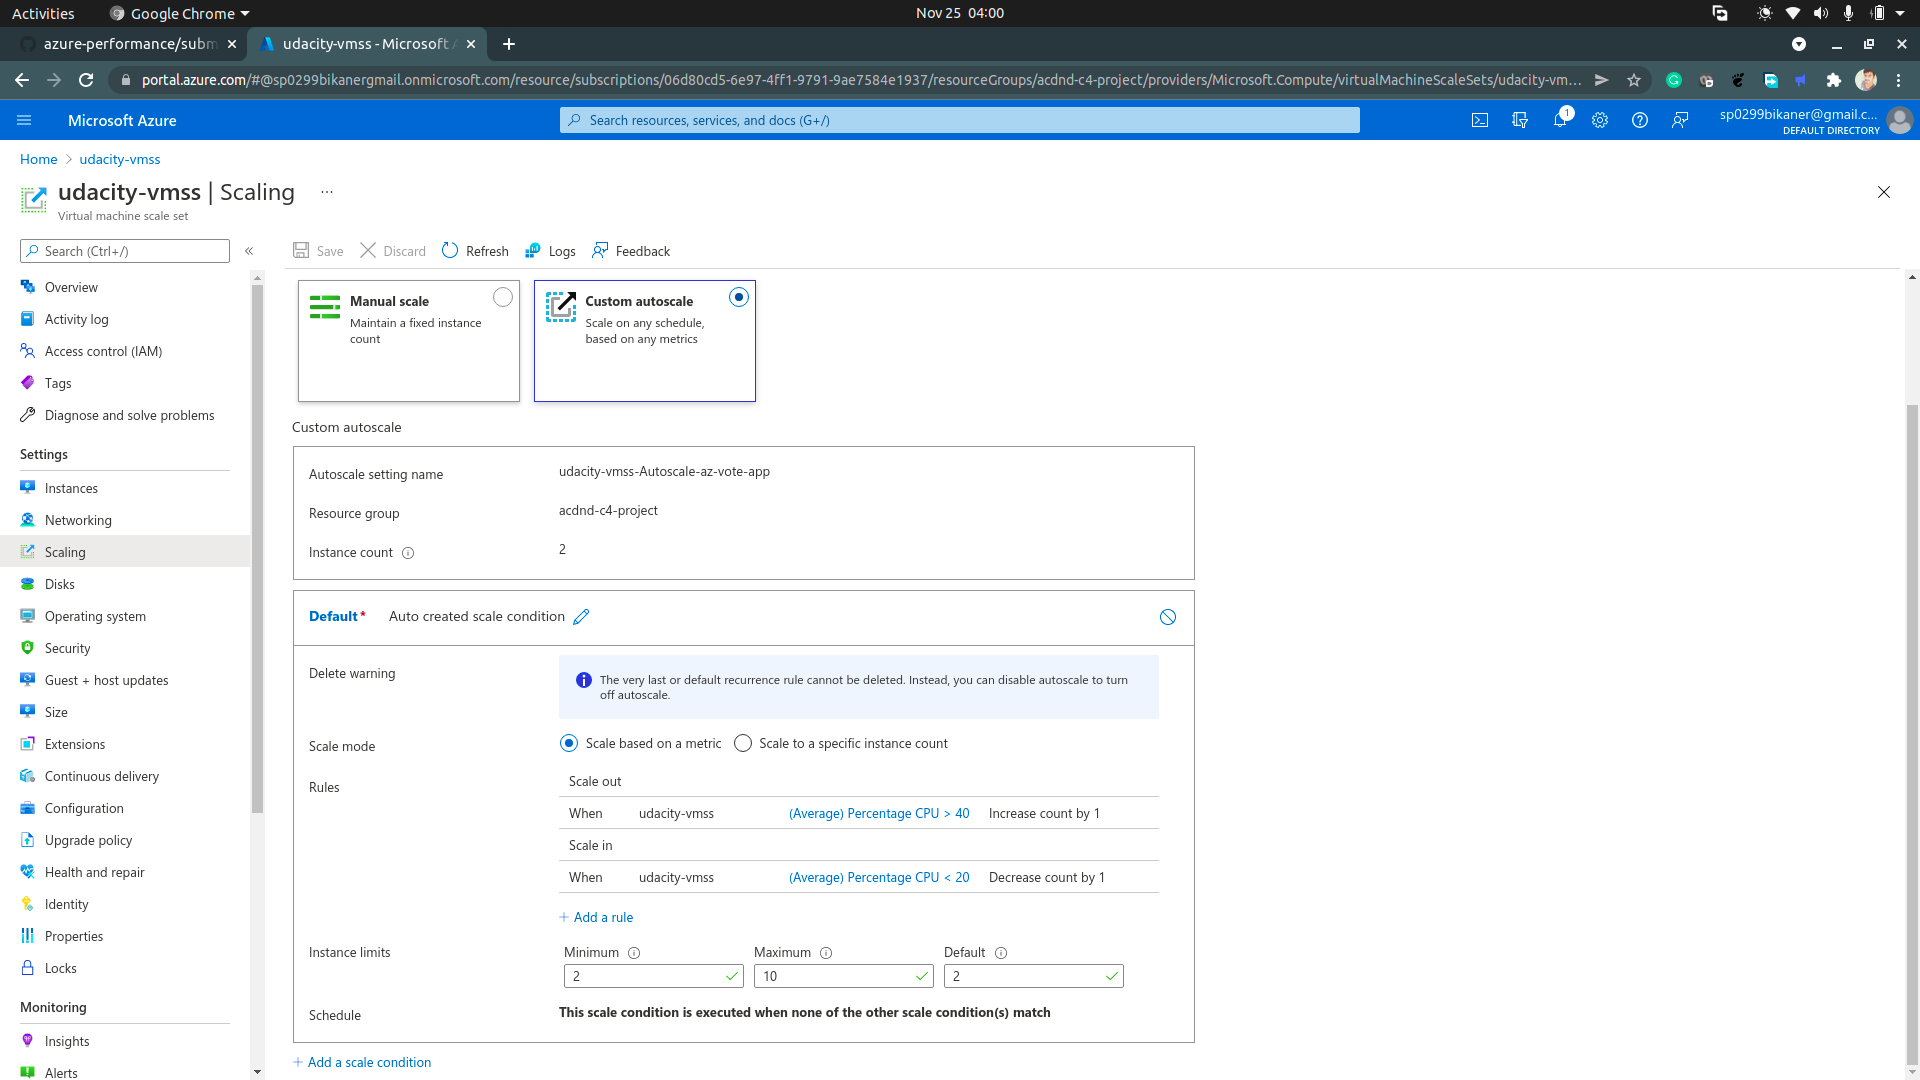 Activities
Google Chrome
Nov 25 04:00
azure-performance/subm
udacity-vmss - Microsoft A
portal.azure.com/#@sp0299bikanergmail.onmicrosoft.com/resource/subscriptions/06d80cd5-6e97-4ff1-9791-9ae7584e1937/resourceGroups/acdnd-c4-project/providers/Microsoft.Compute/virtualMachineScaleSets/udacity-vm...
Microsoft Azure
Search resources, services, and docs (G+/)
1
sp0299bikaner@gmail.c...
DEFAULT DIRECTORY
Home > udacity-vmss
udacity-vmss | Scaling ...
Virtual machine scale set
Search (Ctrl+/)
«
Save
Discard
Refresh
Logs
Feedback
Overview
Activity log
Access control (IAM)
Tags
Diagnose and solve problems
Settings
Instances
Networking
Scaling
Disks
Operating system
Security
Guest + host updates
Size
Extensions
Continuous delivery
Configuration
Upgrade policy
Health and repair
Identity
Properties
Locks
Monitoring
Insights
Alerts
Manual scale
Maintain a fixed instance
count
Custom autoscale
Scale on any schedule,
based on any metrics
Custom autoscale
Autoscale setting name
udacity-vmss-Autoscale-az-vote-app
Resource group
acdnd-c4-project
Instance count
2
Default *
Auto created scale condition
Delete warning
The very last or default recurrence rule cannot be deleted. Instead, you can disable autoscale to turn
off autoscale.
Scale mode
Scale based on a metric
Scale to a specific instance count
Rules
Scale out
When udacity-vmss (Average) Percentage CPU > 40 Increase count by 1
Scale in
When udacity-vmss (Average) Percentage CPU < 20 Decrease count by 1
+ Add a rule
Instance limits
Minimum
Maximum
Default
2
10
2
Schedule
This scale condition is executed when none of the other scale condition(s) match
+ Add a scale condition